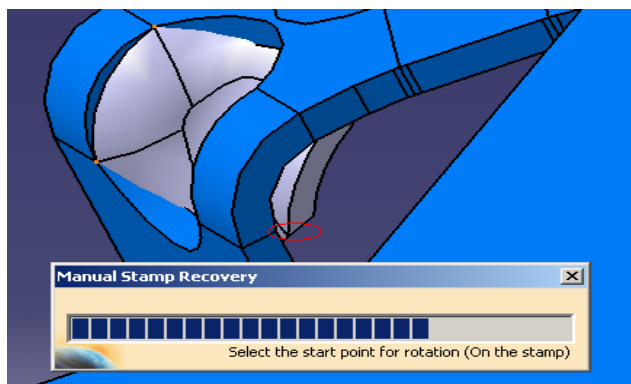 Manual Stamp Recovery
Select the start point for rotation (On the stamp)